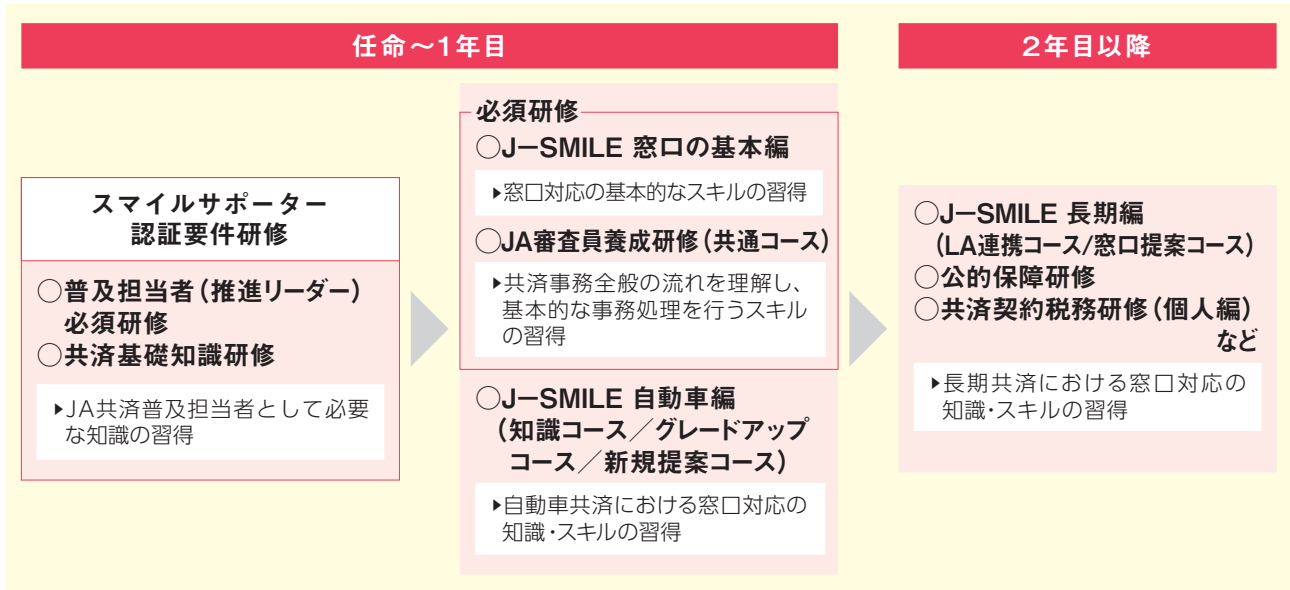 任命～1年目
スマイルサポーター
認証要件研修
○普及担当者（推進リーダー）
必須研修
○共済基礎知識研修
▶JA共済普及担当者として必要
な知識の習得
必須研修
○J－SMILE 窓口の基本編
▶窓口対応の基本的なスキルの習得
○JA審査員養成研修（共通コース）
▶共済事務全般の流れを理解し、
基本的な事務処理を行うスキル
の習得
○J－SMILE 自動車編
（知識コース／グレードアップ
コース／新規提案コース）
▶自動車共済における窓口対応の
知識・スキルの習得
2年目以降
○J－SMILE 長期編
（LA連携コース/窓口提案コース）
○公的保障研修
○共済契約税務研修（個人編）
など
▶長期共済における窓口対応の
知識・スキルの習得